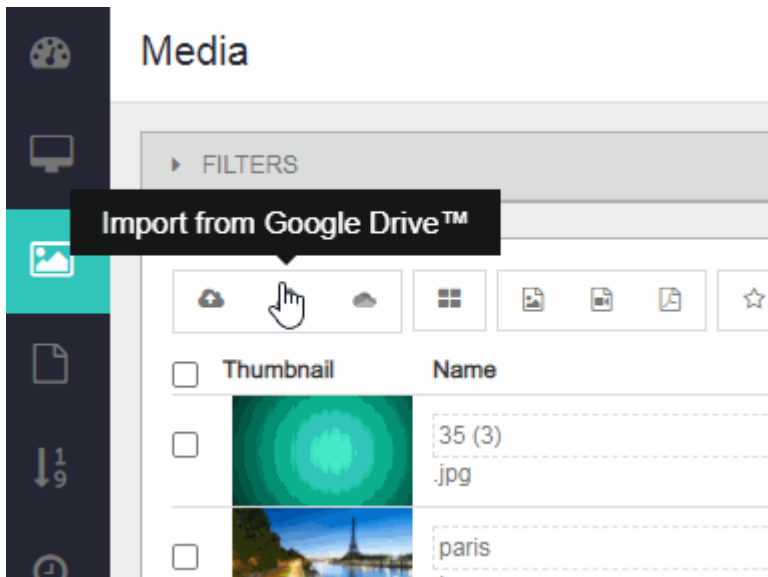 Media
FILTERS
Import from Google Drive™
Thumbnail Name
35 (3)
.jpg
paris